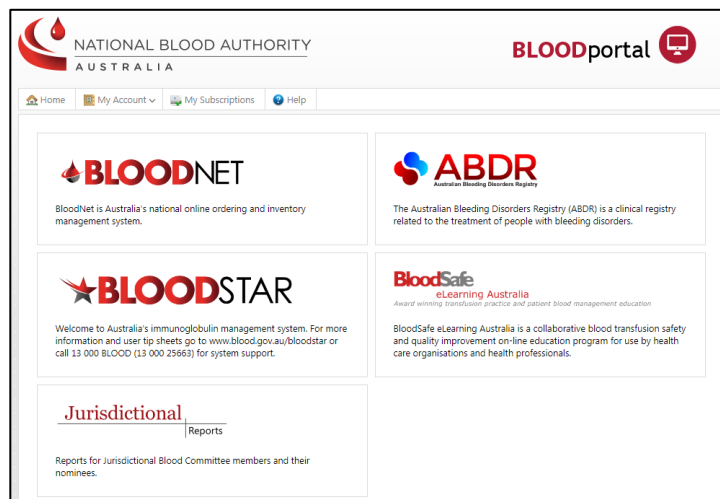 NATIONAL BLOOD AUTHORITY
AUSTRALIA
BLOODportal
Home
My Account
My Subscriptions
Help
BLOODNET
BloodNet is Australia's national online ordering and inventory
management system.
ABDR
Australian Bleeding Disorders Registry
The Australian Bleeding Disorders Registry (ABDR) is a clinical registry
related to the treatment of people with bleeding disorders.
BLOODSTAR
Welcome to Australia's immunoglobulin management system. For more
information and user tip sheets go to www.blood.gov.au/bloodstar or
call 13 000 BLOOD (13 000 25663) for system support.
BloodSafe
eLearning Australia
Award winning transfusion practice and patient blood management education
BloodSafe eLearning Australia is a collaborative blood transfusion safety
and quality improvement on-line education program for use by health
care organisations and health professionals.
Jurisdictional
Reports
Reports for Jurisdictional Blood Committee members and their
nominees.